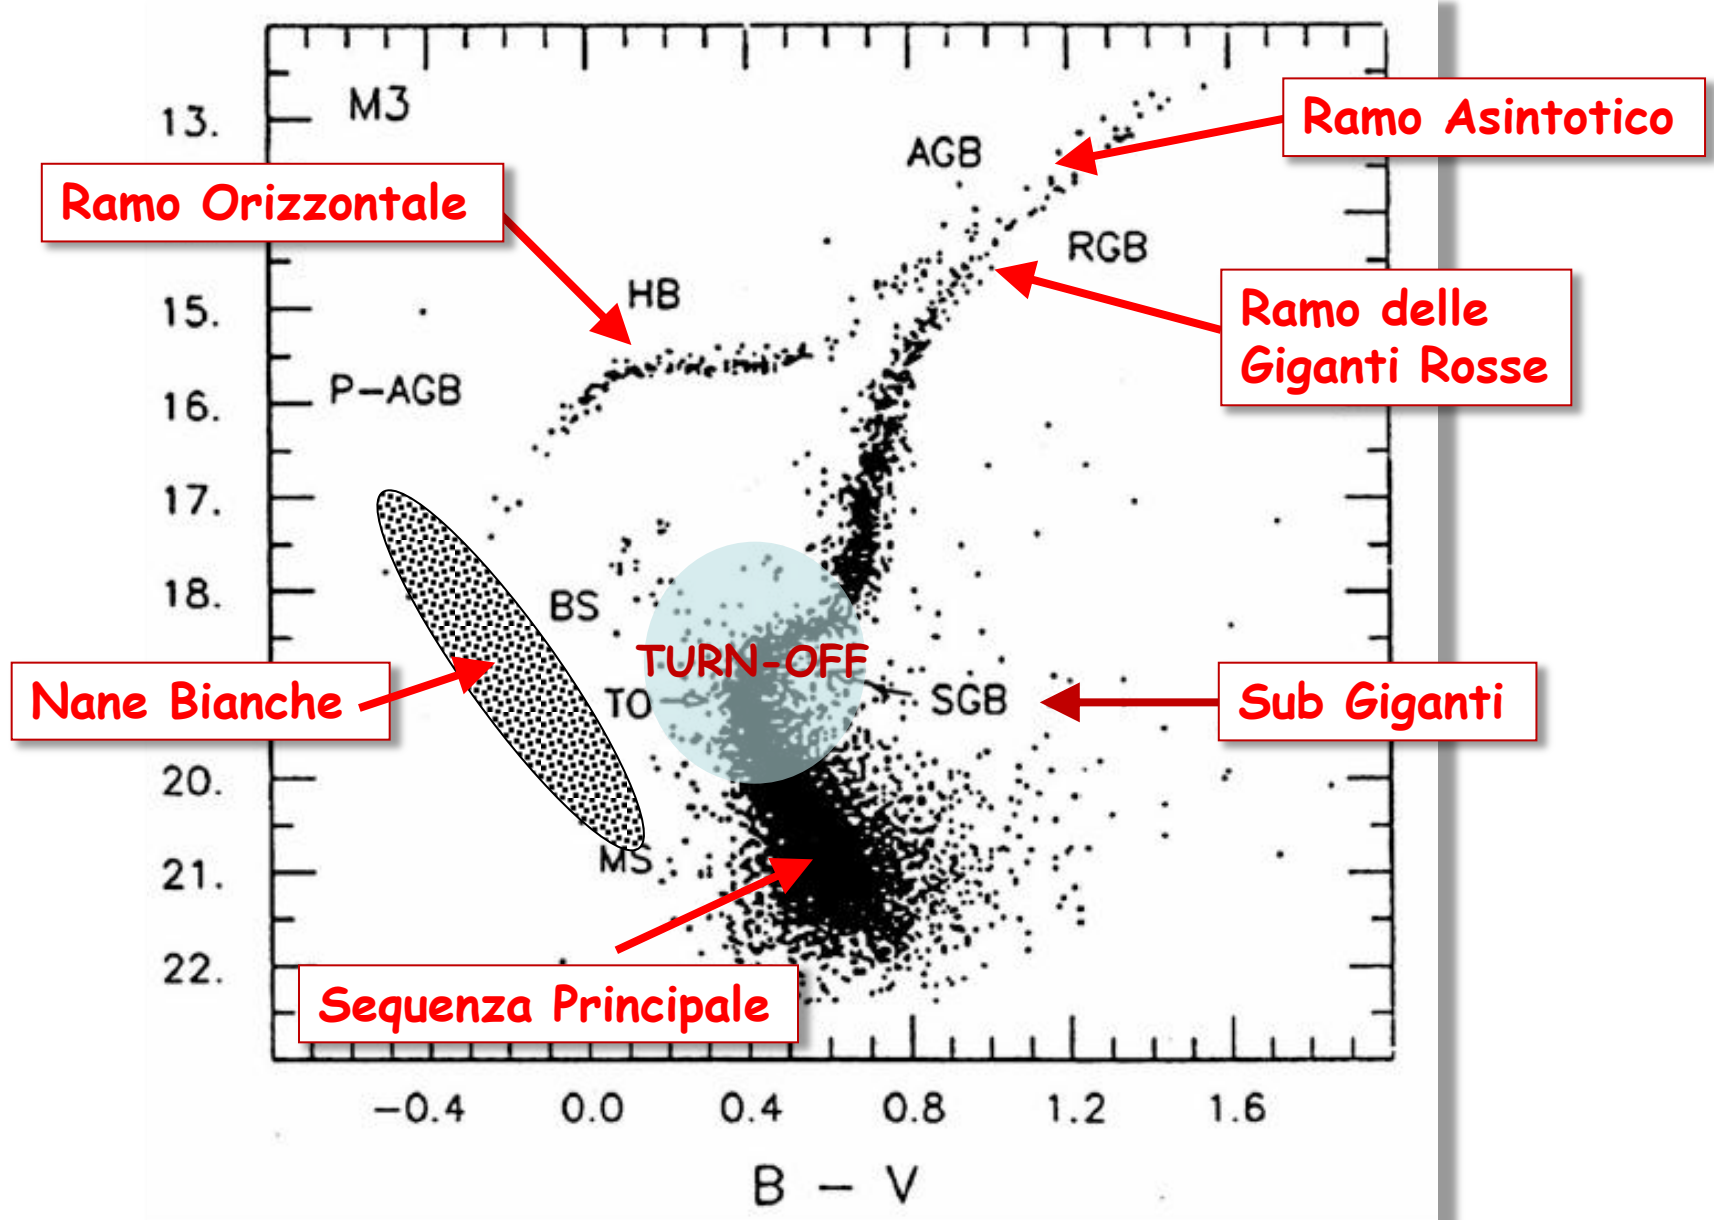 M3
13.
Ramo Asintotico
AGB
Ramo Orizzontale
RGB
HB
15.
Ramo delle
Giganti Rosse
P-AGB
16.
17.
18.
BS
TURN-OFF
Nane Bianche
TO
SGB
Sub Giganti
20.
MS
21.
22.
Sequenza Principale
-0.4 0.0 0.4 0.8 1.2 1.6
B - V